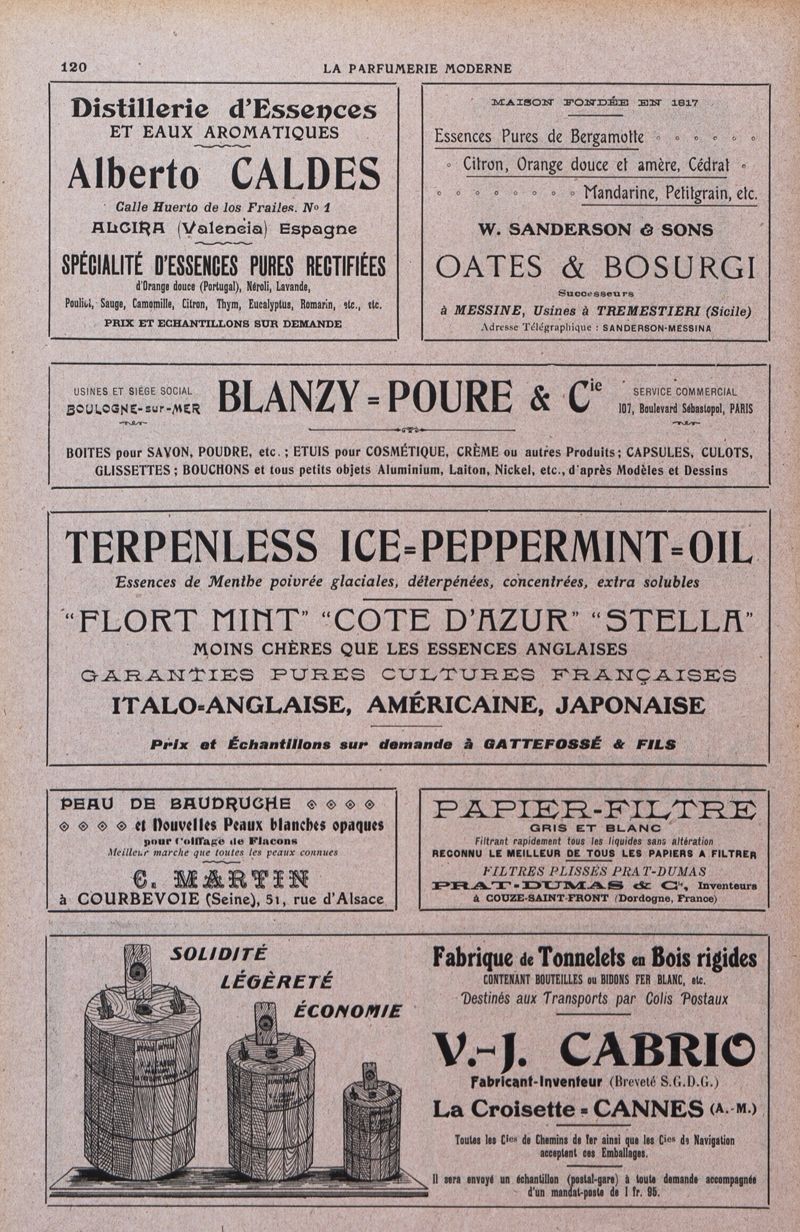 120
LA PARFUMERIE MODERNE
Distillerie d'Essences
ET EAUX AROMATIQUES
Alberto CALDES
Calle Huerto de los Frailes. No 1
ALGIRA (Valencia) Espagne
SPÉCIALITÉ D'ESSENCES PURES RECTIFIÉES
d'Orange douce (Portugal), Néroli, Lavande,
Pouliot, Sauge, Camomille, Citron, Thym, Eucalyptus, Romarin, etc., etc.
PRIX ET ECHANTILLONS SUR DEMANDE
MAISON FONDÉE EN 1817
Essences Pures de Bergamotte
Citron, Orange douce et amère, Cédrat
Mandarine, Petitgrain, etc.
W. SANDERSON & SONS
OATES & BOSURGI
Successeurs
à MESSINE, Usines à TREMESTIERI (Sicile)
Adresse Télégraphique : SANDERSON-MESSINA
USINES ET SIÉGE SOCIAL
BOULOGNE-sur-MER
BLANZY=POURE & Cie
SERVICE COMMERCIAL
107, Boulevard Sébastopol, PARIS
BOITES pour SAVON, POUDRE, etc. ; ETUIS pour COSMÉTIQUE, CRÈME ou autres Produits; CAPSULES, CULOTS,
GLISSETTES; BOUCHONS et tous petits objets Aluminium, Laiton, Nickel, etc., d'après Modèles et Dessins
TERPENLESS ICE=PEPPERMINT=OIL
Essences de Menthe poivrée glaciales, déterpénées, concentrées, extra solubles
"FLORT MINT" "COTE D'AZUR" "STELLA"
MOINS CHÈRES QUE LES ESSENCES ANGLAISES
GARANTIES PURES CULTURES FRANÇAISES
ITALO=ANGLAISE, AMÉRICAINE, JAPONAISE
Prix et Échantillons sur demande à GATTEFOSSÉ & FILS
PEAU DE BAUDRUCHE
et Nouvelles Peaux blanches opaques
pour Coiffage de Flacons
Meilleur marche que toutes les peaux connues
C. MARTIN
à COURBEVOIE (Seine), 51, rue d'Alsace
PAPIER-FILTRE
GRIS ET BLANC
Filtrant rapidement tous les liquides sans altération
RECONNU LE MEILLEUR DE TOUS LES PAPIERS A FILTRER
FILTRES PLISSÉS PRAT-DUMAS
PRAT-DUMAS & Cie, Inventeurs
à COUZE-SAINT-FRONT (Dordogne, France)
SOLIDITÉ
LÉGÈRETÉ
ÉCONOMIE
Fabrique de Tonnelets en Bois rigides
CONTENANT BOUTEILLES ou BIDONS FER BLANC, etc.
Destinés aux Transports par Colis Postaux
V.-J. CABRIO
Fabricant-Inventeur (Breveté S.G.D.G.)
La Croisette = CANNES (A.-M.)
Toutes les Cies de Chemins de fer ainsi que les Cies de Navigation
acceptent ces Emballages.
Il sera envoyé un échantillon (postal-gare) à toute demande accompagnée
d'un mandat-poste de 1 fr. 95.